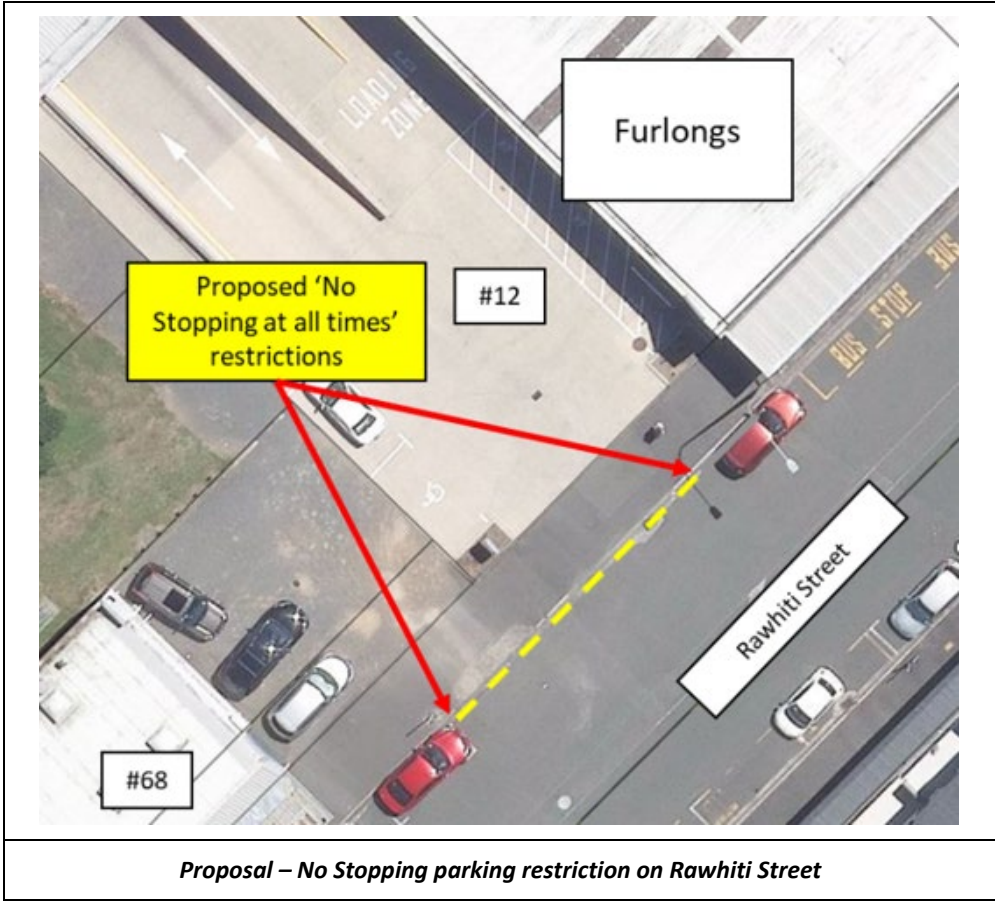 LOADING
ZONE
Furlongs
Proposed ‘No
Stopping at all times’
restrictions
#12
BUS STOP
BUS
Rawhiti Street
#68
Proposal – No Stopping parking restriction on Rawhiti Street